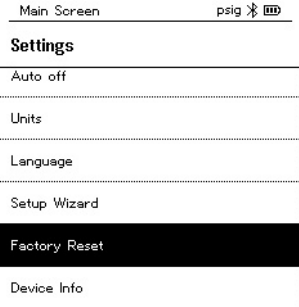 Main Screen psig
Settings
Auto off
Units
Language
Setup Wizard
Factory Reset
Device Info